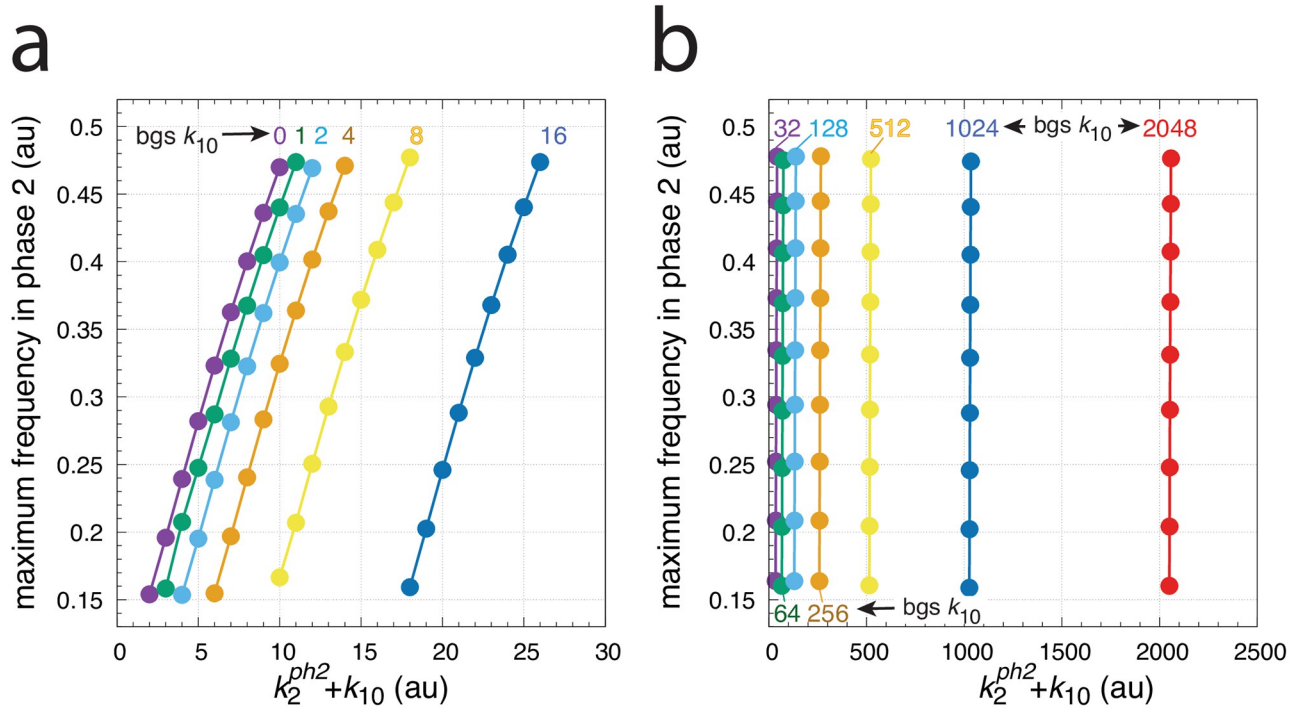 a
bgs k10 0 1 2 4 8 16
maximum frequency in phase 2 (au)
0.5
0.45
0.4
0.35
0.3
0.25
0.2
0.15
0 5 10 15 20 25 30
k2^ph2+k10 (au)
b
32 128 512 1024 bgs k10 2048
maximum frequency in phase 2 (au)
0.5
0.45
0.4
0.35
0.3
0.25
0.2
0.15
64 256 bgs k10
0 500 1000 1500 2000 2500
k2^ph2+k10 (au)